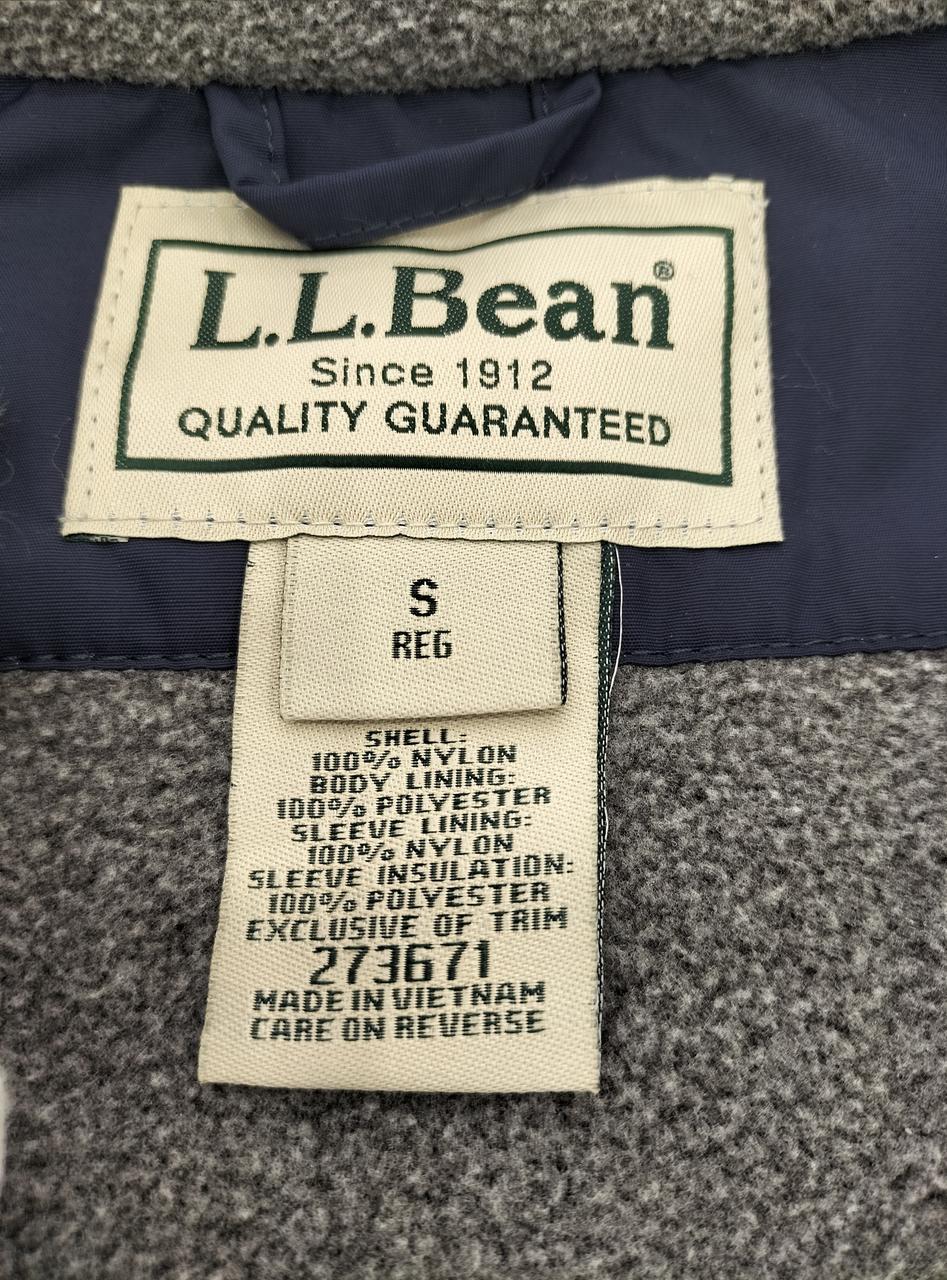 L.L.Bean®
Since 1912
QUALITY GUARANTEED
S
REG
SHELL:
100% NYLON
BODY LINING:
100% POLYESTER
SLEEVE LINING:
100% NYLON
SLEEVE INSULATION:
100% POLYESTER
EXCLUSIVE OF TRIM
273671
MADE IN VIETNAM
CARE ON REVERSE